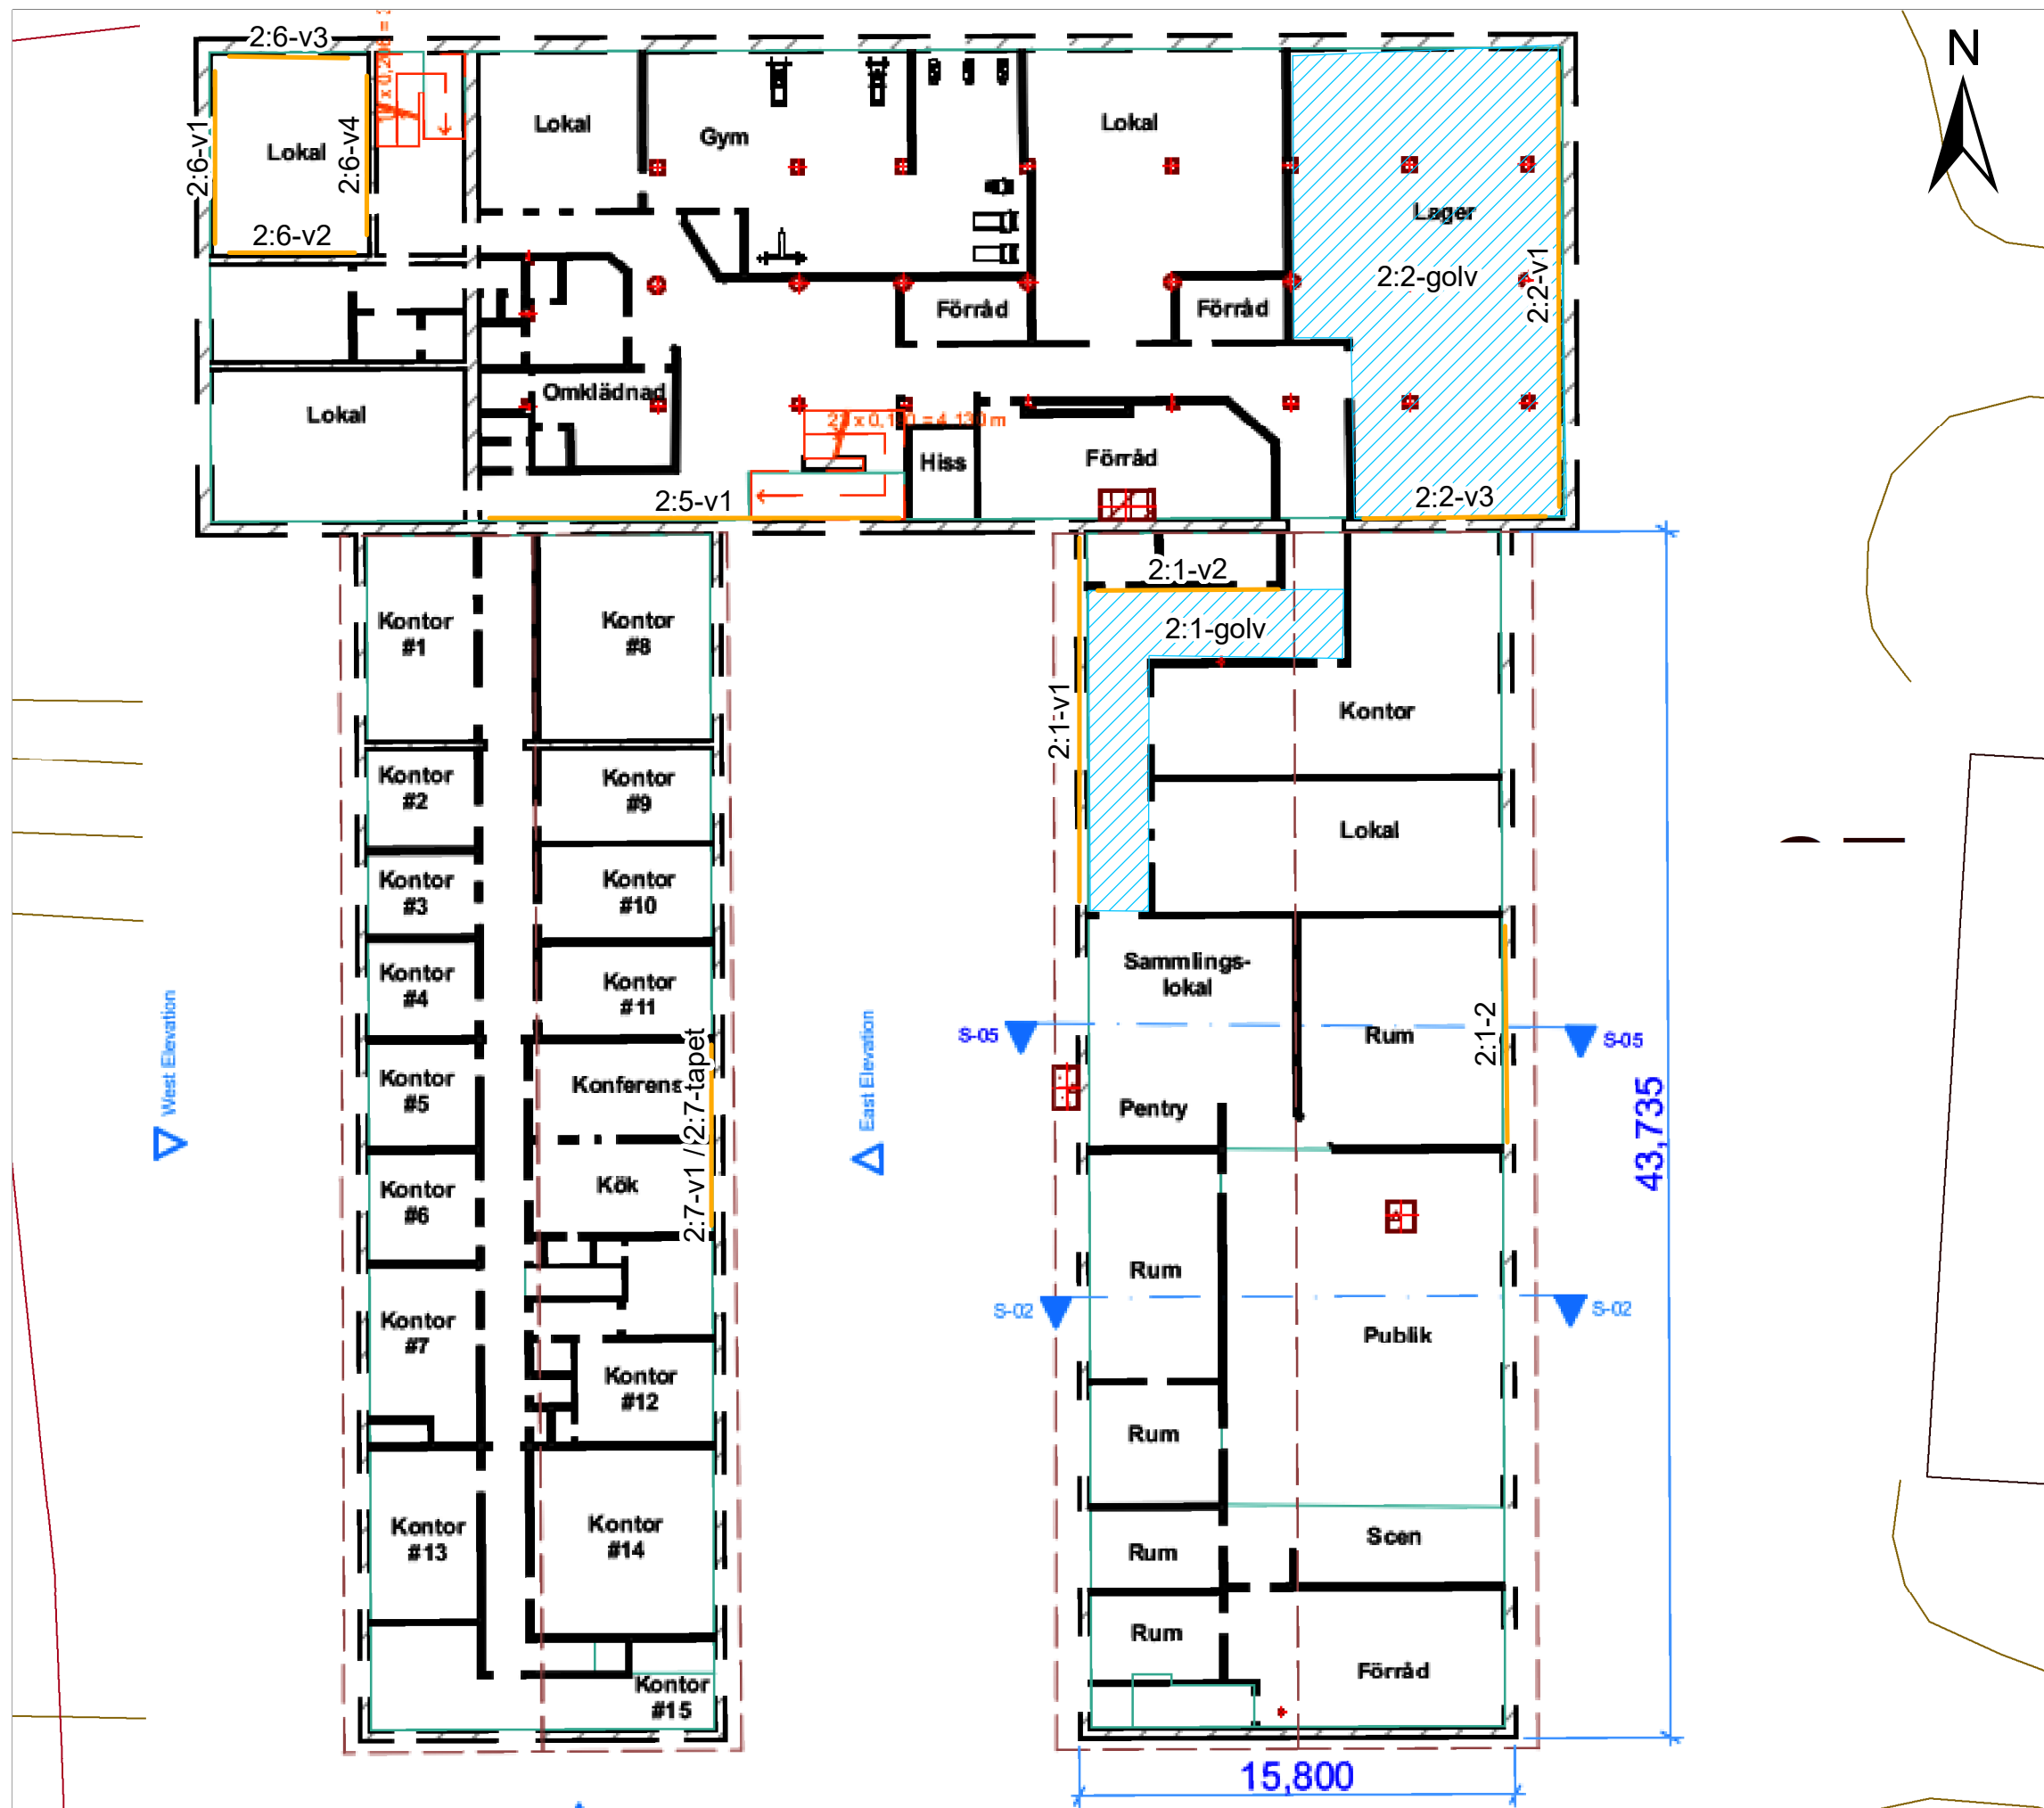 2:6-v3
N
2:6-v1
Lokal
2:6-v4
2:6-v2
Lokal
Gym
Lokal
Lager
2:2-golv
2:2-v1
Förråd
Förråd
Lokal
Omklädnad
Hiss
Förråd
2:5-v1
2:2-v3
Kontor
#1
Kontor
#8
2:1-v2
2:1-golv
2:1-v1
Kontor
Kontor
#2
Kontor
#9
Lokal
Kontor
#3
Kontor
#10
Kontor
#4
Kontor
#11
Sammlings-
lokal
Rum
2:1-2
S-05
S-05
West Elevation
East Elevation
Kontor
#5
Konferens
2:7-v1 / 2:7-tapet
Pentry
43,735
Kontor
#6
Kök
Rum
S-02
S-02
Kontor
#7
Publik
Kontor
#12
Rum
Kontor
#13
Kontor
#14
Scen
Rum
Rum
Förråd
Kontor
#15
15,800